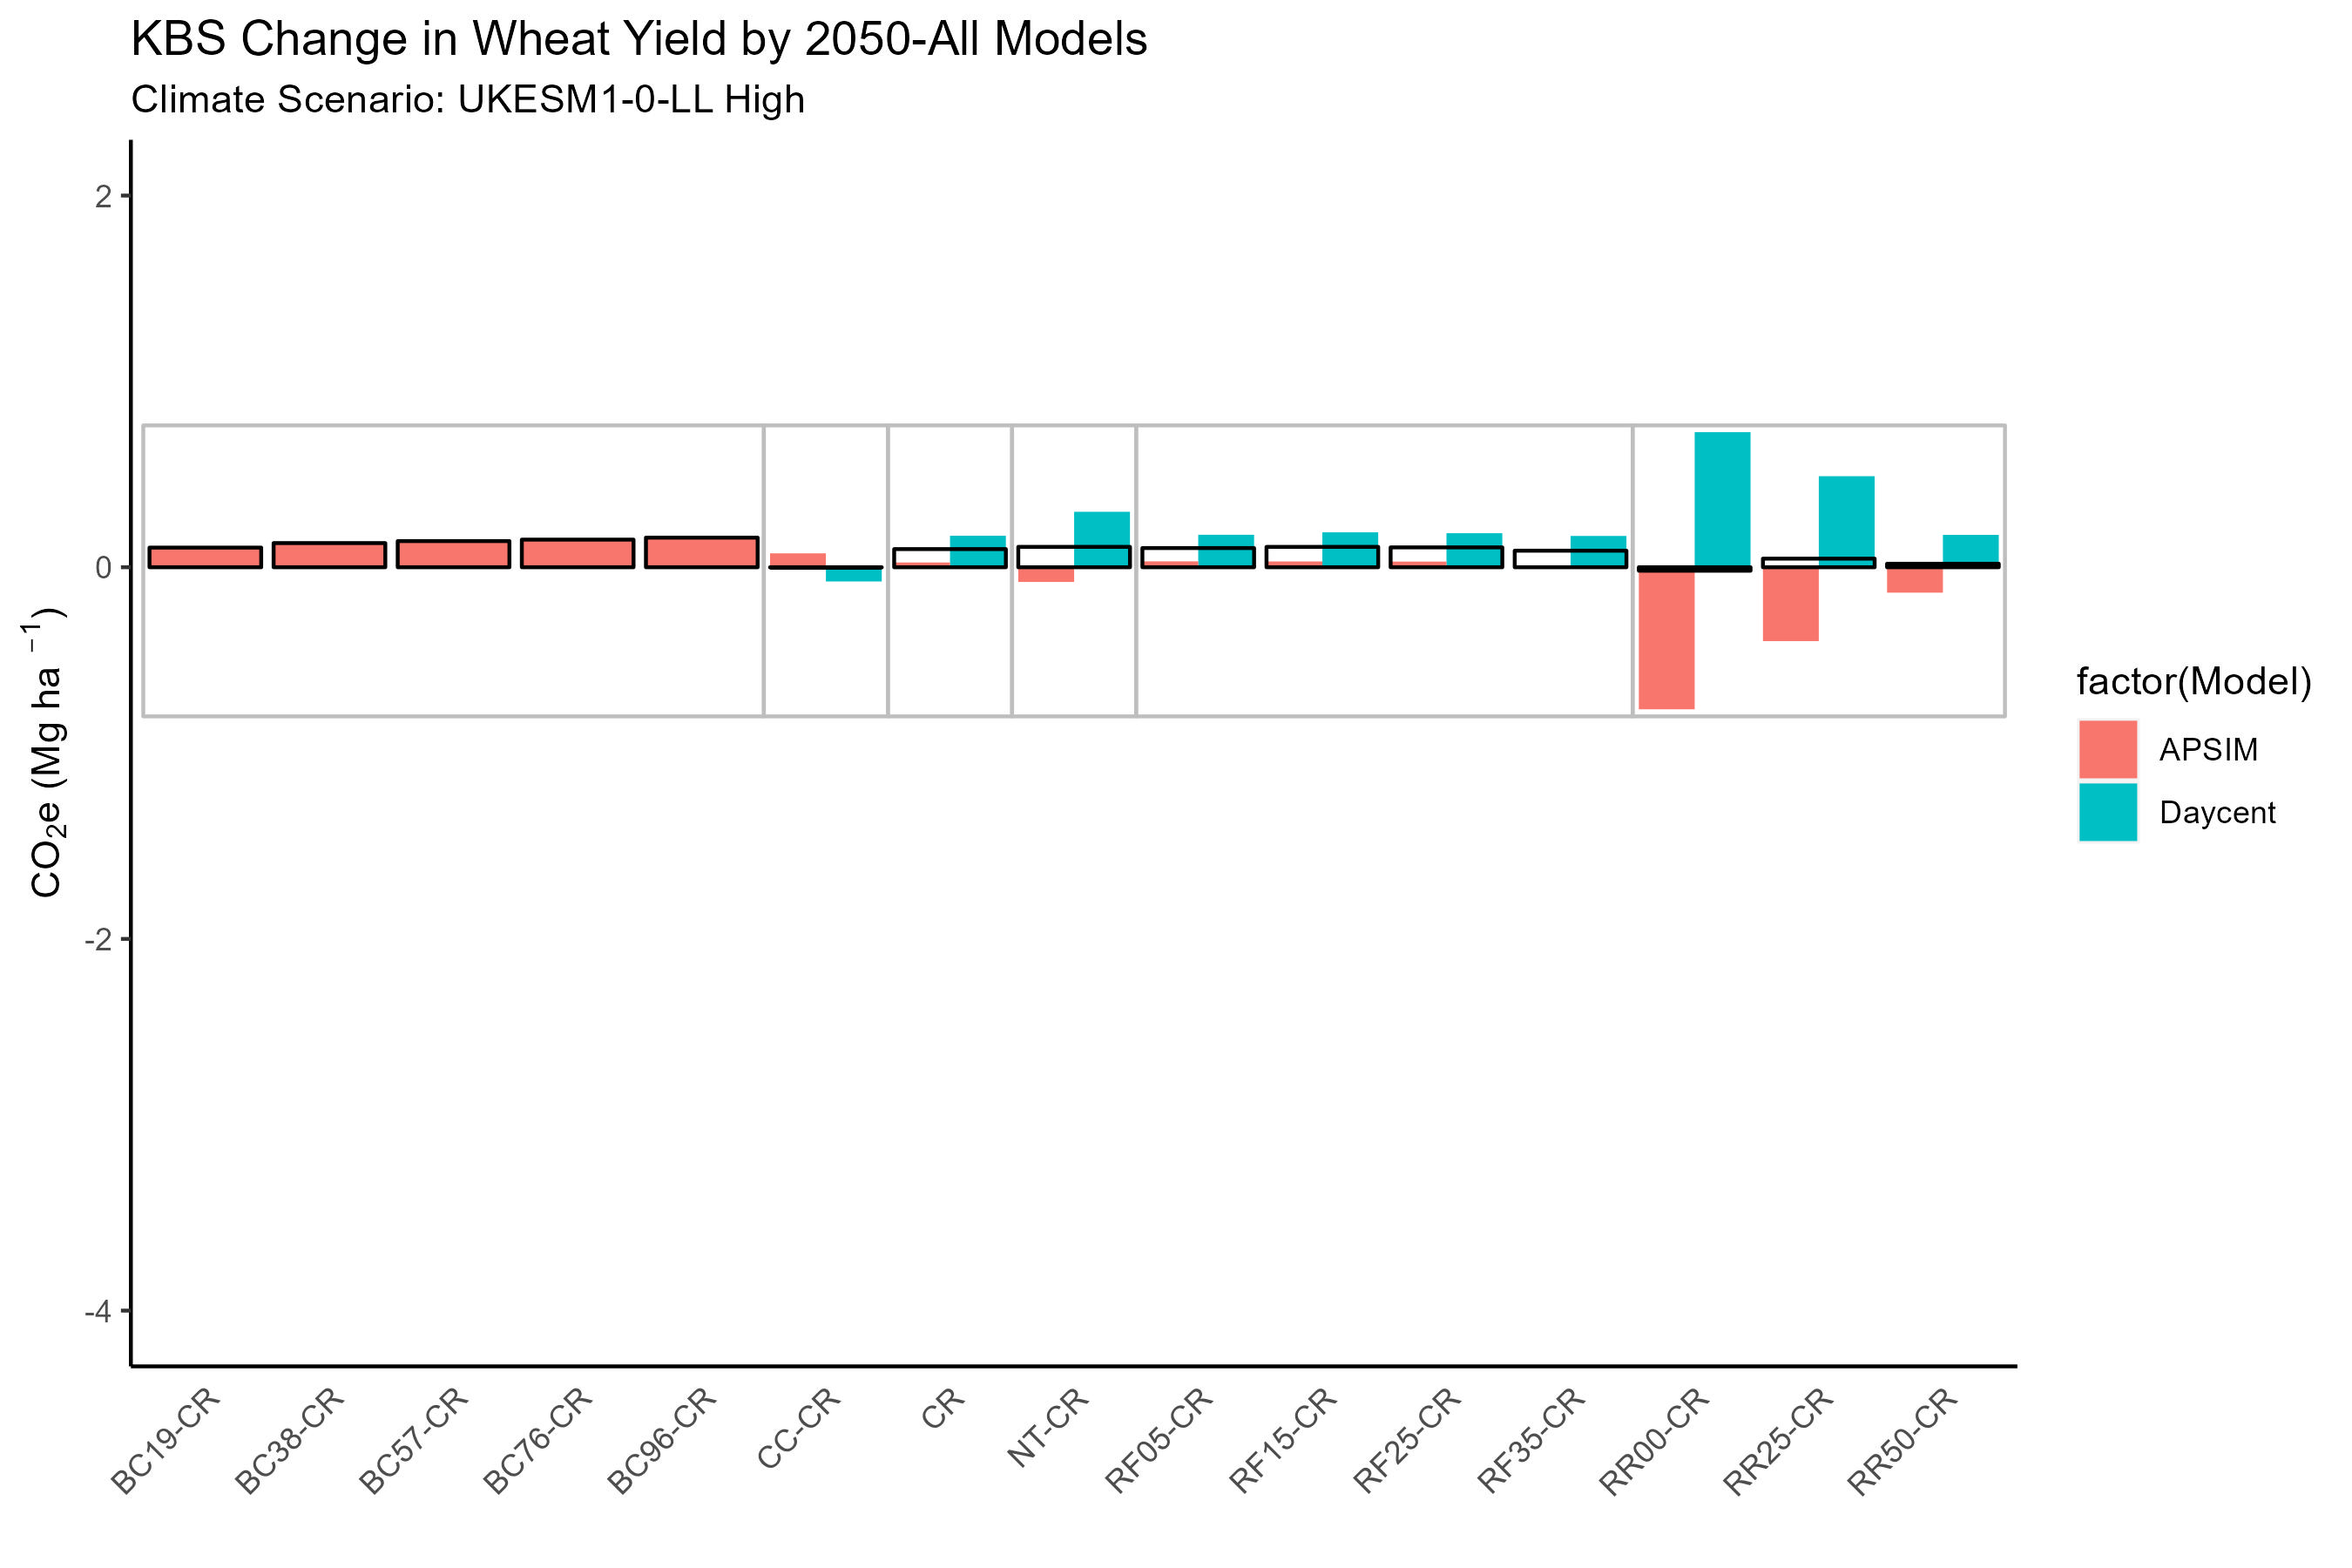 KBS Change in Wheat Yield by 2050-All Models
Climate Scenario: UKESM1-0-LL High
CO₂e (Mg ha ⁻¹)
2
0
-2
-4
BC19-CR
BC38-CR
BC57-CR
BC76-CR
BC96-CR
CC-CR
CR
NT-CR
RF05-CR
RF15-CR
RF25-CR
RF35-CR
RR00-CR
RR25-CR
RR50-CR
factor(Model)
APSIM
Daycent